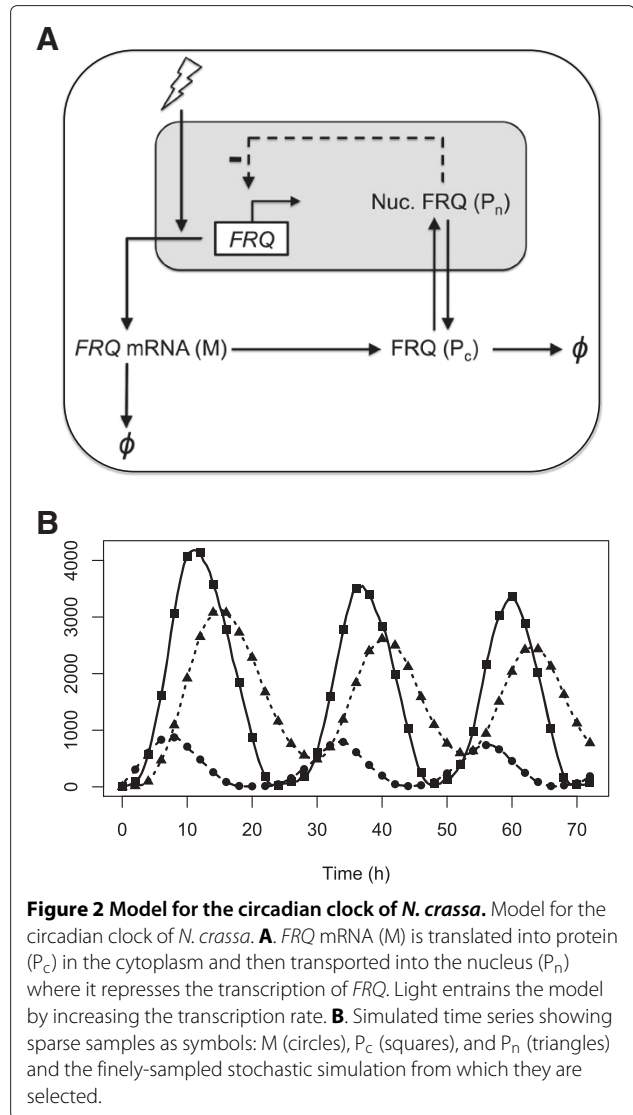 A
-
Nuc. FRQ (Pn)
FRQ
FRQ mRNA (M)
FRQ (Pc)
ϕ
ϕ
B
4000
3000
2000
1000
0
0 10 20 30 40 50 60 70
Time (h)
Figure 2 Model for the circadian clock of N. crassa. Model for the
circadian clock of N. crassa. A. FRQ mRNA (M) is translated into protein
(Pc) in the cytoplasm and then transported into the nucleus (Pn)
where it represses the transcription of FRQ. Light entrains the model
by increasing the transcription rate. B. Simulated time series showing
sparse samples as symbols: M (circles), Pc (squares), and Pn (triangles)
and the finely-sampled stochastic simulation from which they are
selected.